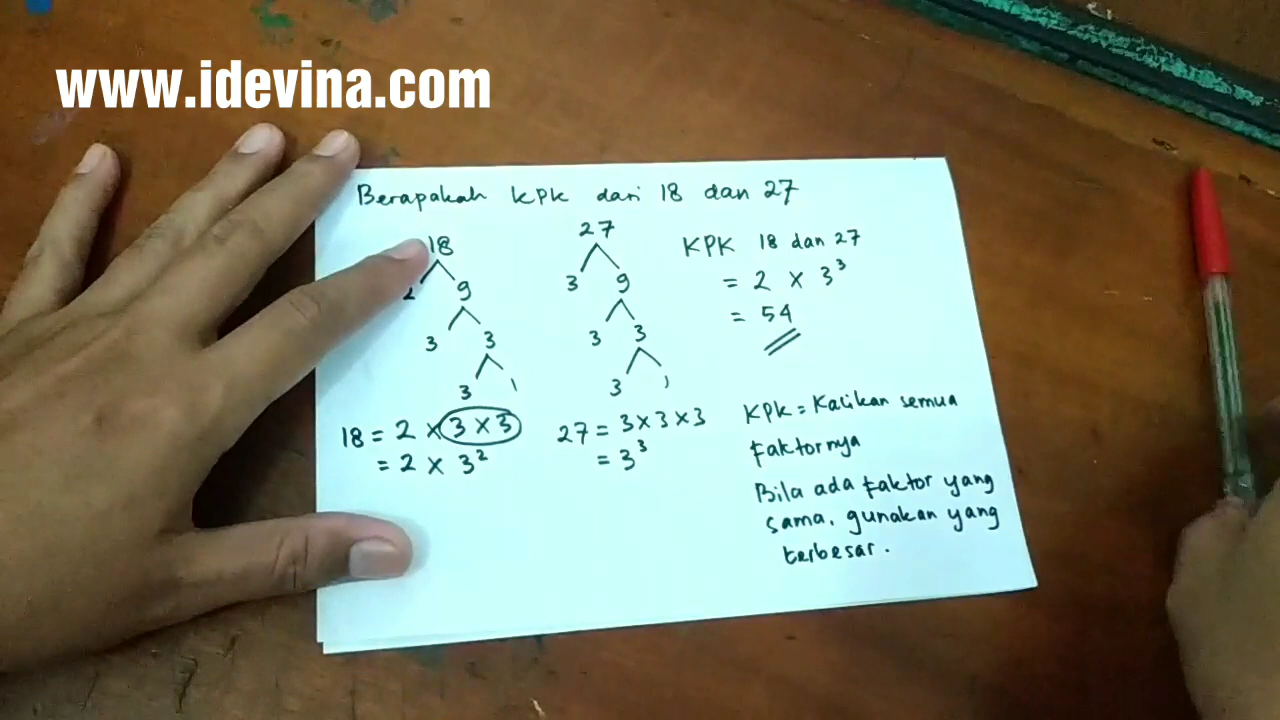 www.idevina.com
Berapakah KPK dari 18 dan 27
18
2 9
3 3
3 1
18 = 2 × 3 × 3
= 2 × 3²
27
3 9
3 3
3 1
27 = 3 × 3 × 3
= 3³
KPK 18 dan 27
= 2 × 3³
= 54
KPK = Kalikan semua
faktornya
Bila ada faktor yang
sama, gunakan yang
terbesar.